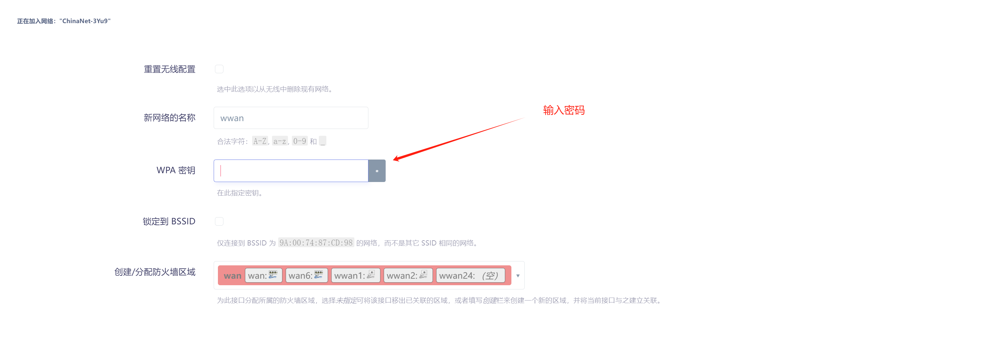 正在加入网络："ChinaNet-3Yu9"
重置无线配置
选中此选项以从无线中删除现有网络。
输入密码
新网络的名称 wwan
合法字符：A-Z, a-z, 0-9 和 _
WPA 密钥 *
在此指定密钥。
锁定到 BSSID
仅连接到 BSSID 为 9A:00:74:87:CD:98 的网络，而不是其它 SSID 相同的网络。
创建/分配防火墙区域 wan wan: wan6: wwan1: wwan2: wwan24: （空）
为此接口分配所属的防火墙区域，选择未指定可将该接口移出已关联的区域，或者填写创建栏来创建一个新的区域，并将当前接口与之建立关联。